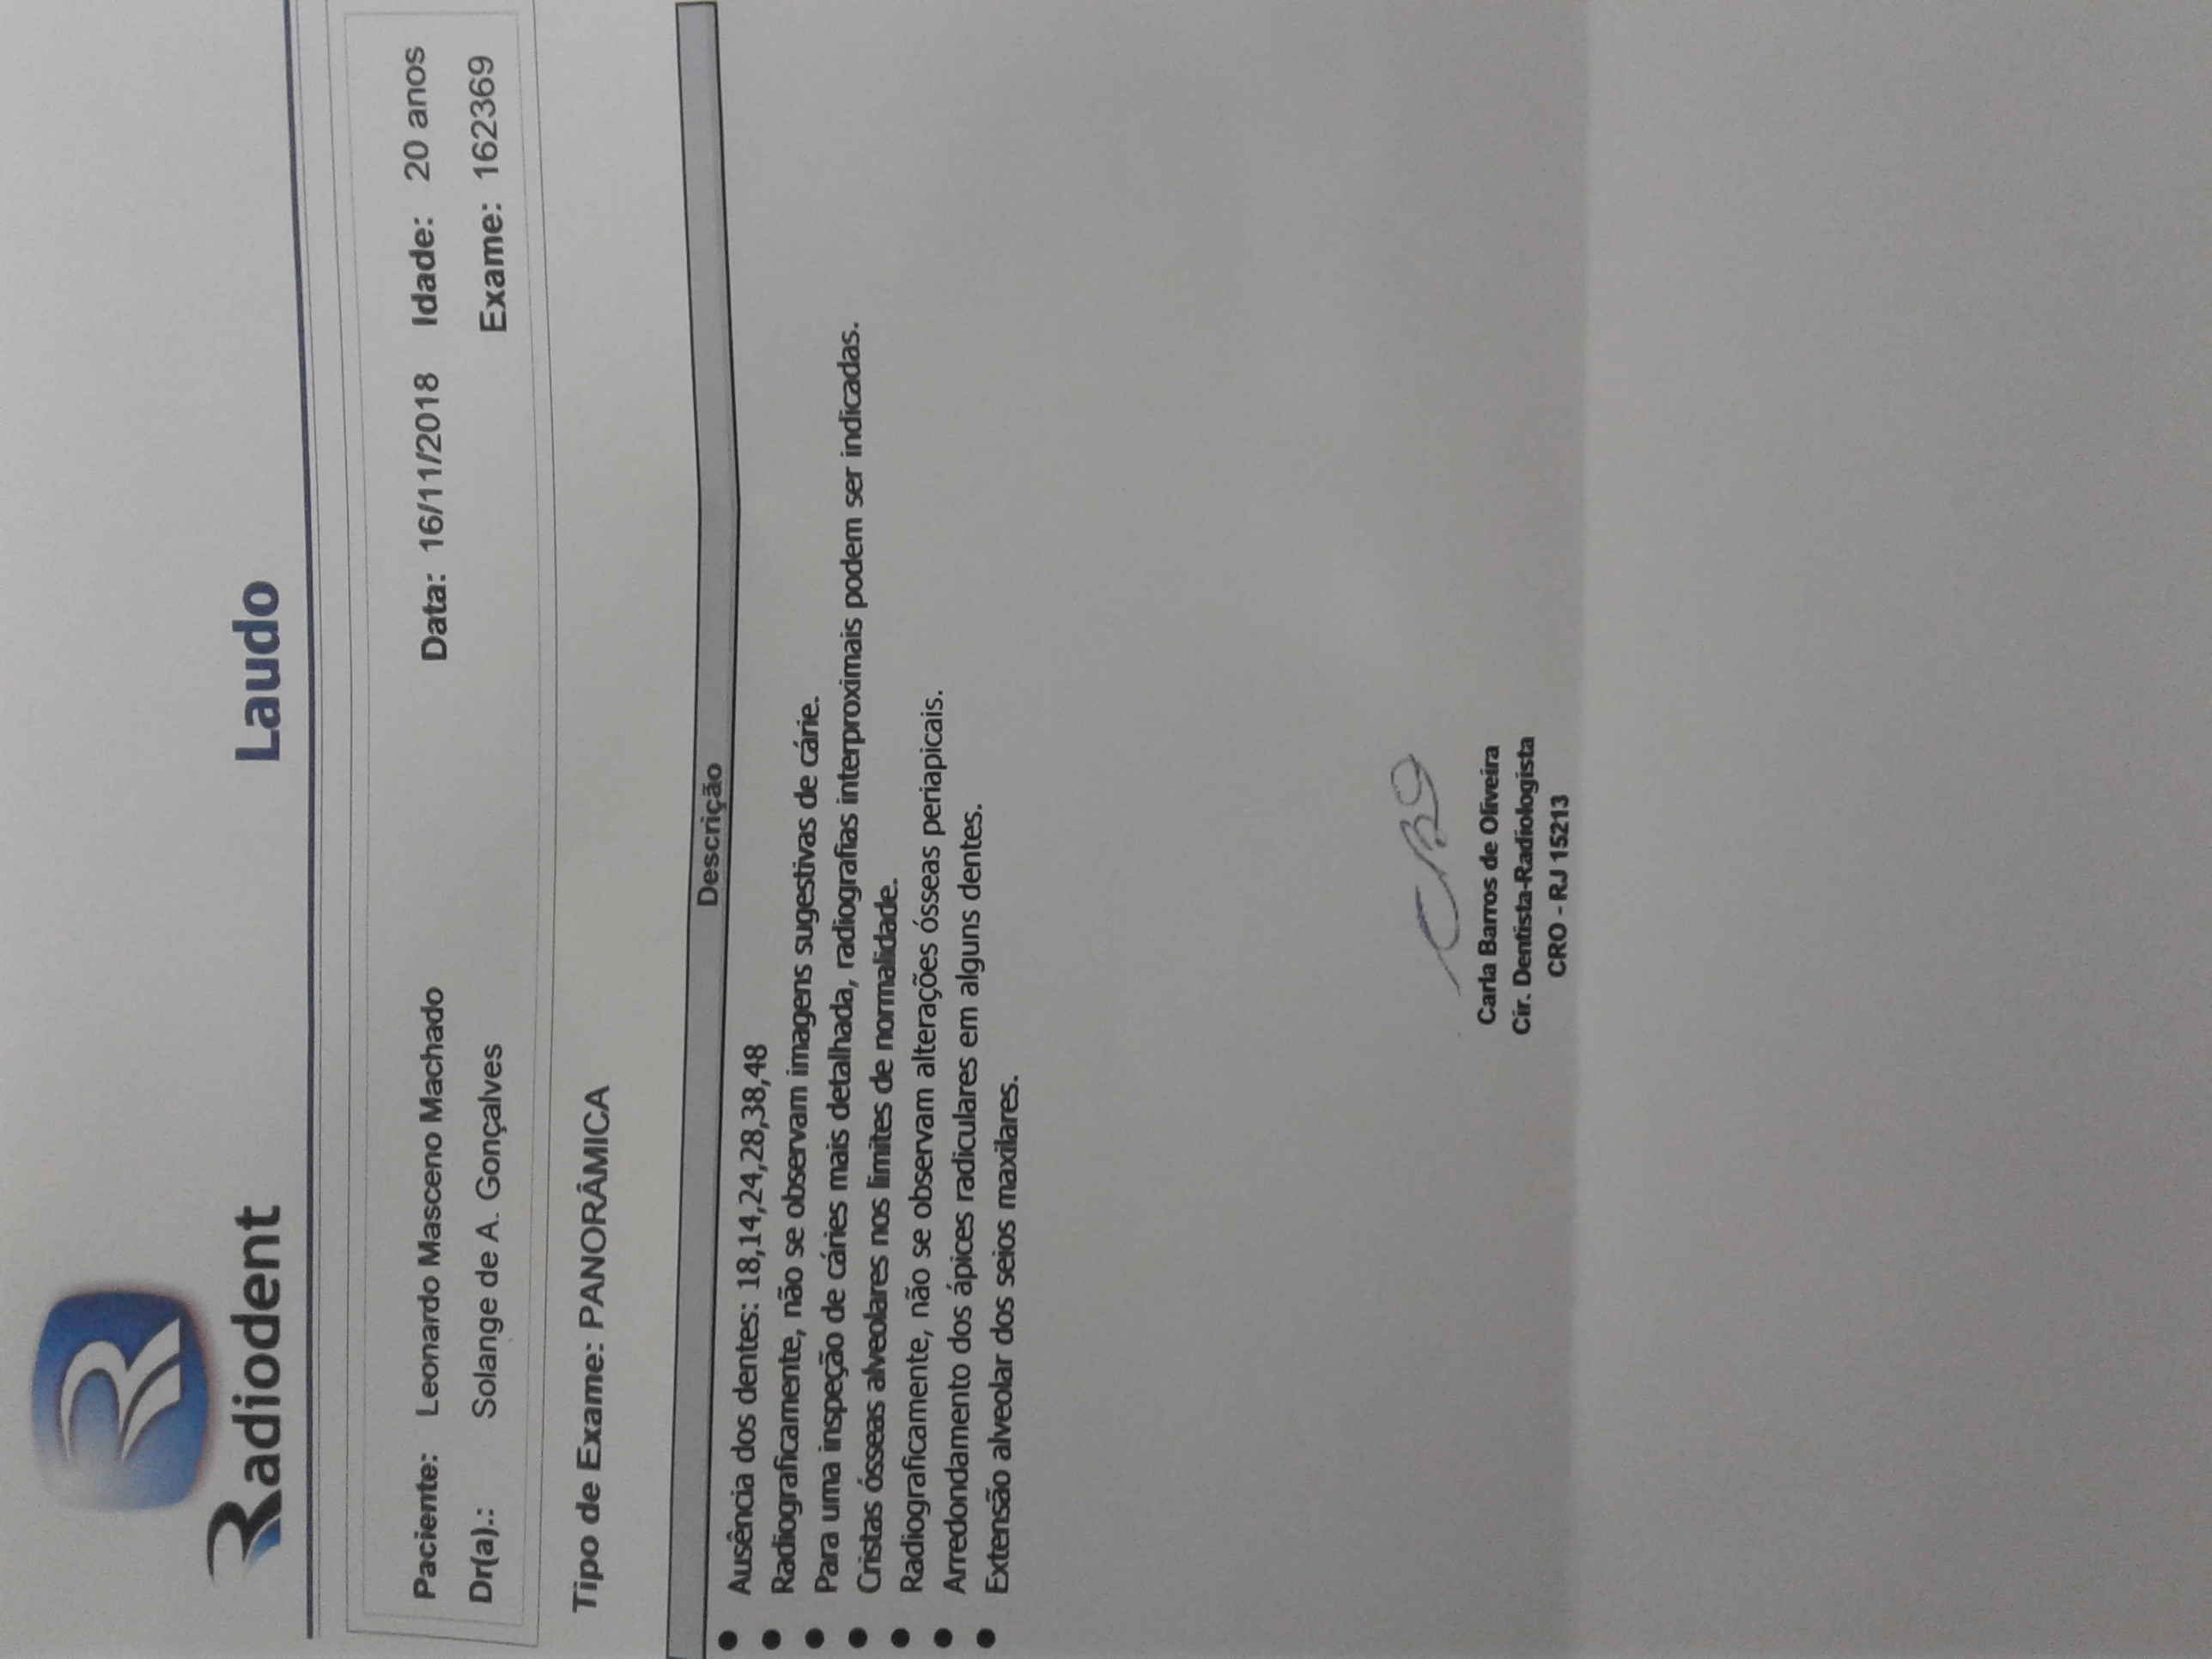 Radiodent
Laudo
Paciente: Leonardo Masceno Machado Data: 16/11/2018 Idade: 20 anos
Dr(a).: Solange de A. Gonçalves Exame: 162369
Tipo de Exame: PANORÂMICA
Descrição
● Ausência dos dentes: 18,14,24,28,38,48
● Radiograficamente, não se observam imagens sugestivas de cárie.
● Para uma inspeção de cáries mais detalhada, radiografias interproximais podem ser indicadas.
● Cristas ósseas alveolares nos limites de normalidade.
● Radiograficamente, não se observam alterações ósseas periapicais.
● Arredondamento dos ápices radiculares em alguns dentes.
● Extensão alveolar dos seios maxilares.
Carla Barros de Oliveira
Cir. Dentista-Radiologista
CRO - RJ 15213